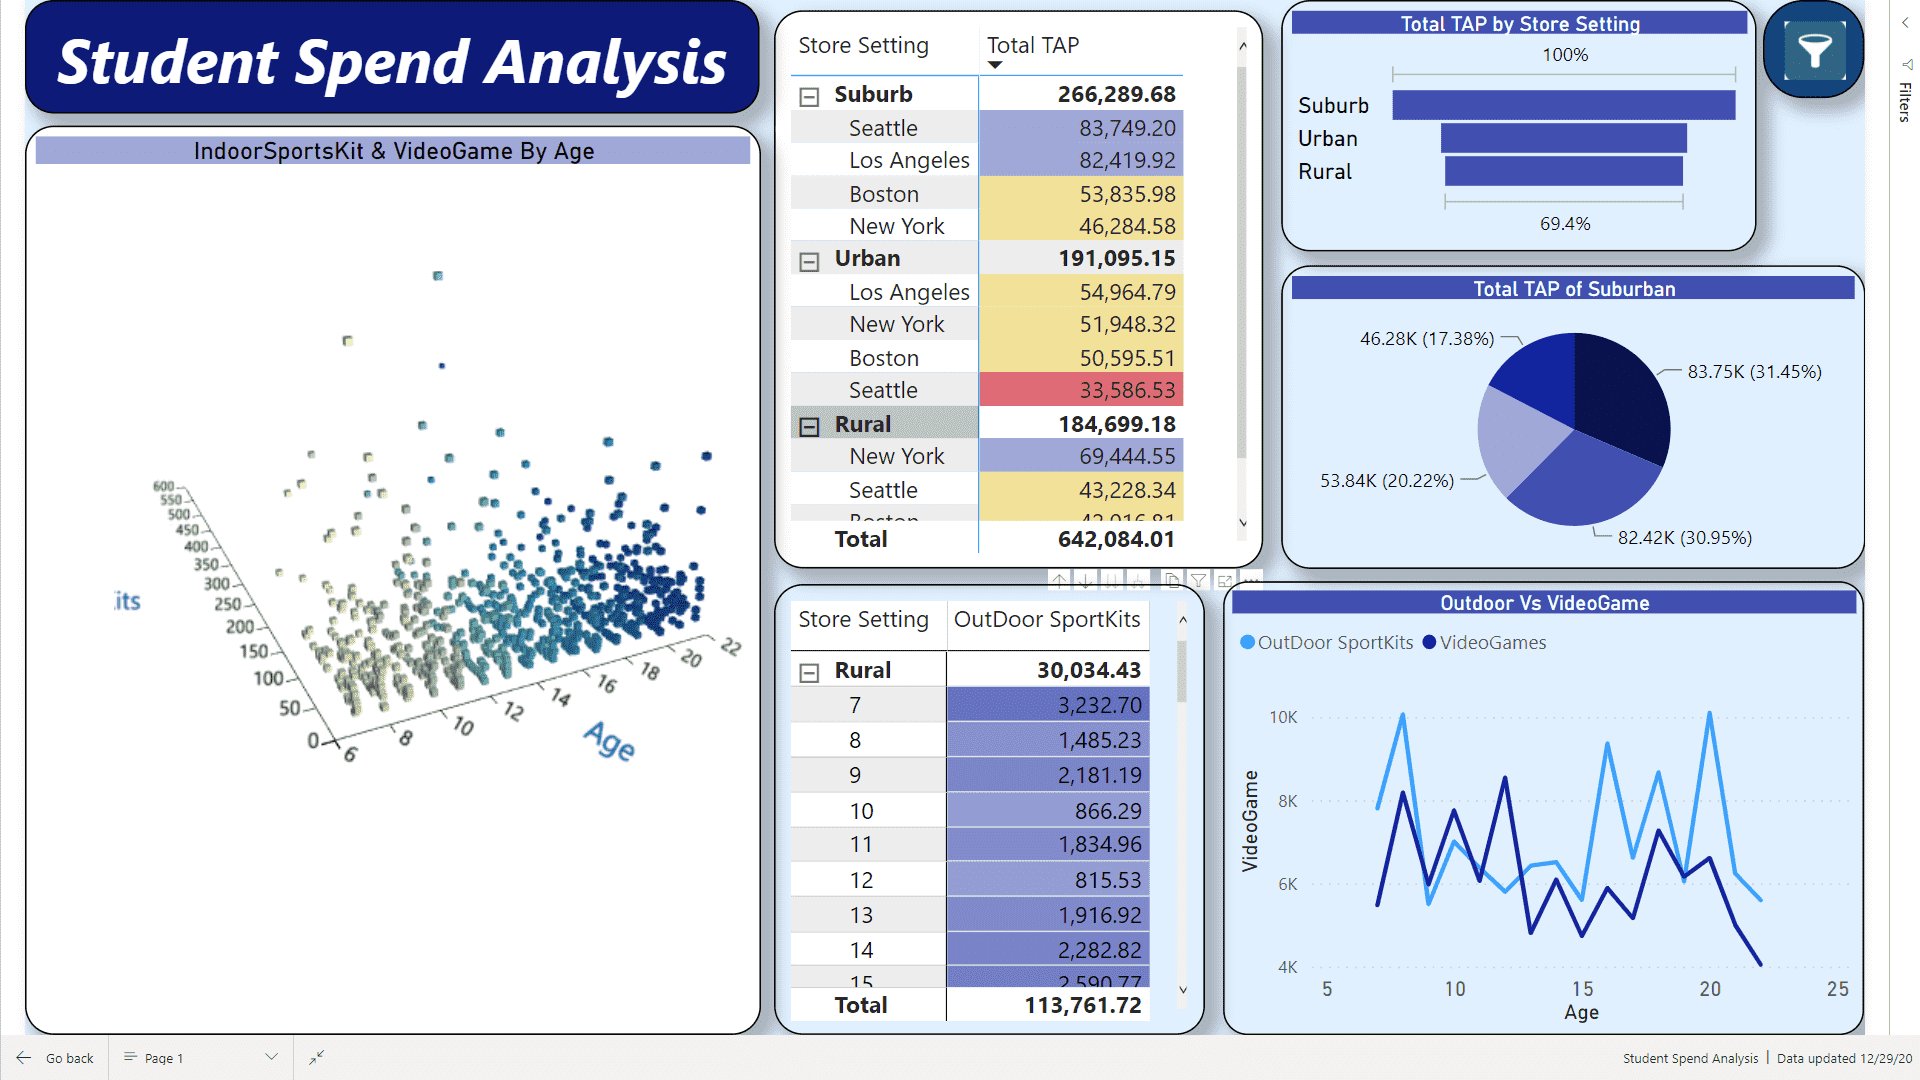 Student Spend Analysis
IndoorSportsKit & VideoGame By Age
600
550
500
450
400
350
300
250
200
150
100
50
0
6
8
10
12
14
16
18
20
22
Age
Store Setting Total TAP
Suburb 266,289.68
Seattle 83,749.20
Los Angeles 82,419.92
Boston 53,835.98
New York 46,284.58
Urban 191,095.15
Los Angeles 54,964.79
New York 51,948.32
Boston 50,595.51
Seattle 33,586.53
Rural 184,699.18
New York 69,444.55
Seattle 43,228.34
Boston 42,016.81
Total 642,084.01
Total TAP by Store Setting
100%
Suburb
Urban
Rural
69.4%
Filters
Total TAP of Suburban
46.28K (17.38%)
83.75K (31.45%)
53.84K (20.22%)
82.42K (30.95%)
Store Setting OutDoor SportKits
Rural 30,034.43
7 3,232.70
8 1,485.23
9 2,181.19
10 866.29
11 1,834.96
12 815.53
13 1,916.92
14 2,282.82
15 2,590.77
Total 113,761.72
Outdoor Vs VideoGame
OutDoor SportKits VideoGames
VideoGame
10K
8K
6K
4K
5 10 15 20 25
Age
Go back Page 1
Student Spend Analysis | Data updated 12/29/20